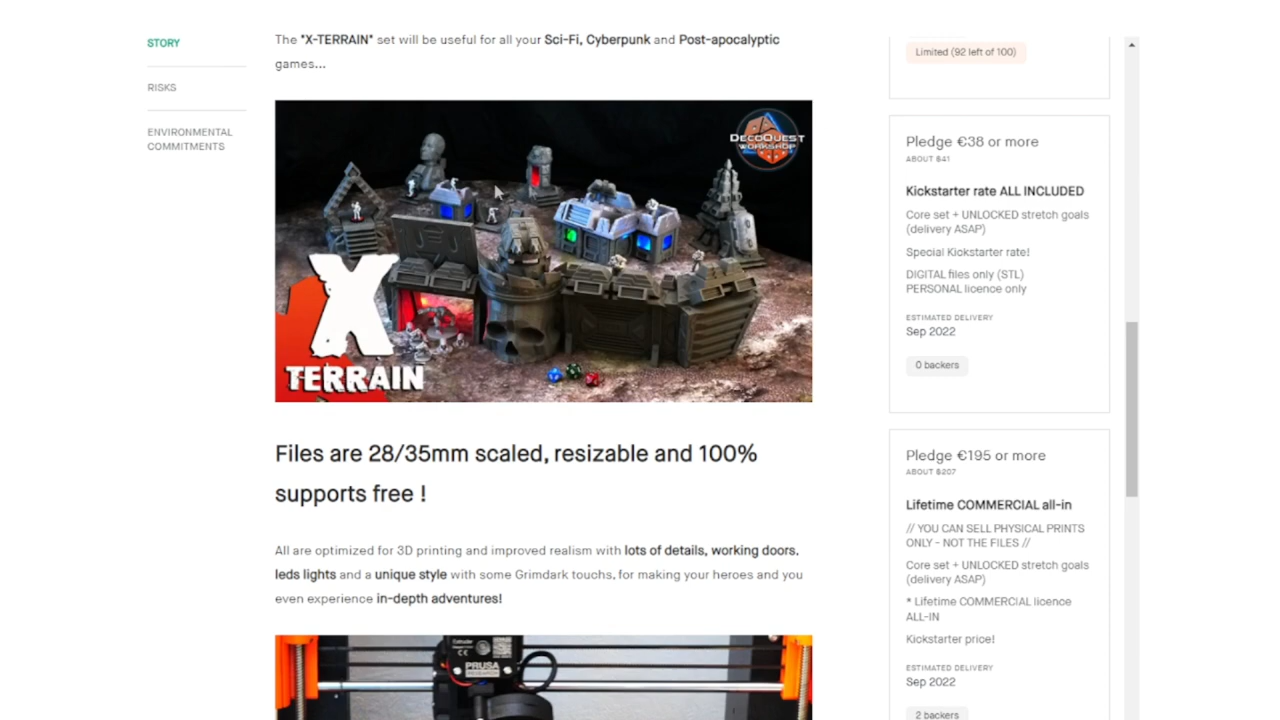 STORY
RISKS
ENVIRONMENTAL
COMMITMENTS
The "X-TERRAIN" set will be useful for all your Sci-Fi, Cyberpunk and Post-apocalyptic
games...
DECOQUEST
WORKSHOP
X
TERRAIN
Files are 28/35mm scaled, resizable and 100%
supports free !
All are optimized for 3D printing and improved realism with lots of details, working doors,
leds lights and a unique style with some Grimdark touchs, for making your heroes and you
even experience in-depth adventures!
PRUSA
RESEARCH
Limited (92 left of 100)
Pledge €38 or more
ABOUT $41
Kickstarter rate ALL INCLUDED
Core set + UNLOCKED stretch goals
(delivery ASAP)
Special Kickstarter rate!
DIGITAL files only (STL)
PERSONAL licence only
ESTIMATED DELIVERY
Sep 2022
0 backers
Pledge €195 or more
ABOUT $207
Lifetime COMMERCIAL all-in
// YOU CAN SELL PHYSICAL PRINTS
ONLY - NOT THE FILES //
Core set + UNLOCKED stretch goals
(delivery ASAP)
* Lifetime COMMERCIAL licence
ALL-IN
Kickstarter price!
ESTIMATED DELIVERY
Sep 2022
2 backers